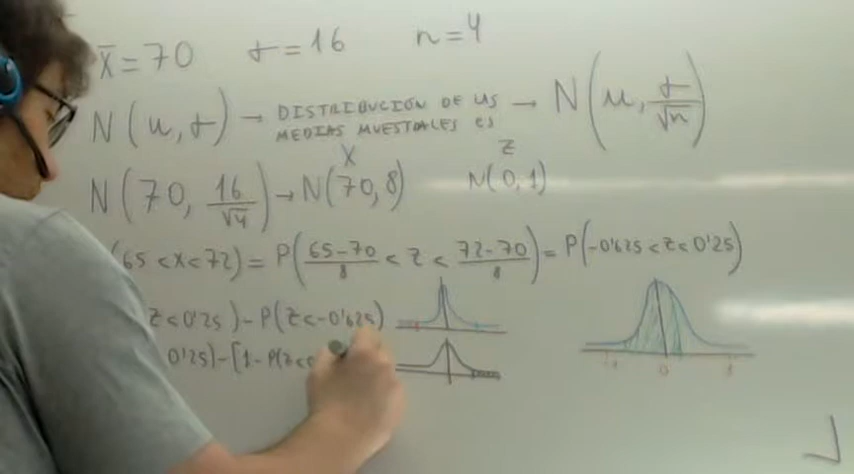 x̄ = 70 σ = 16 n = 4
N(μ, σ) → DISTRIBUCIÓN DE LAS MEDIAS MUESTRALES ES → N(μ, σ/√n)
X Z
N(70, 16/√4) → N(70, 8) N(0, 1)
(65 < X < 72) = P((65-70)/8 < Z < (72-70)/8) = P(-0'625 < Z < 0'25)
Z < 0'25) - P(Z < -0'625)
0'25) - [1 - P(Z <
-1 0 1